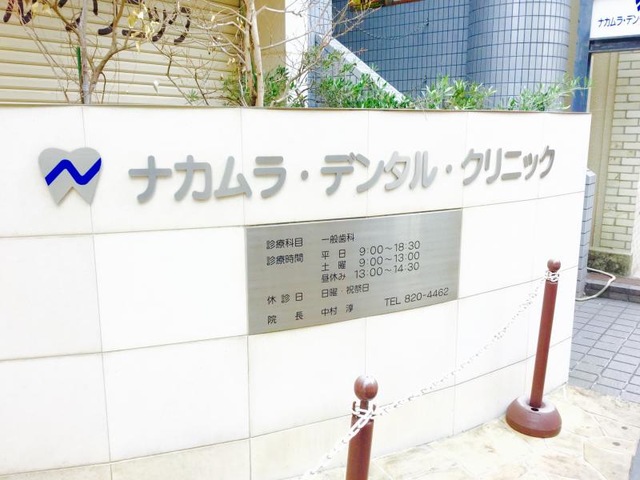 ナカムラ・デンタル・クリニック
診療科目 一般歯科
診療時間 平日 9:00～18:30
土曜 9:00～13:00
昼休み 13:00～14:30
休診日 日曜・祝祭日
院長 中村 淳 TEL 820-4462
ナカムラ・デン